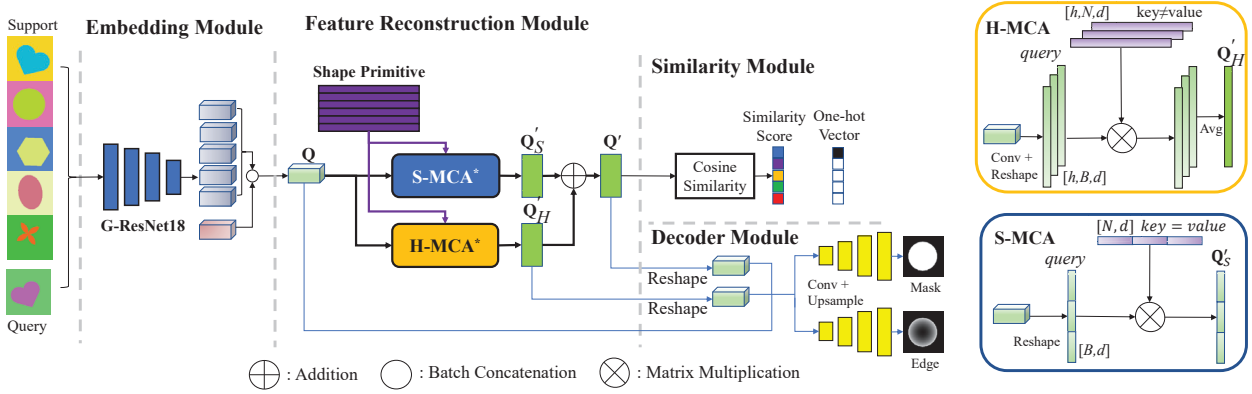 Support
Embedding Module
Feature Reconstruction Module
Shape Primitive
Similarity Module
Similarity
Score
One-hot
Vector
Q
Q'S
Q'
S-MCA*
Cosine
Similarity
G-ResNet18
Q'H
H-MCA*
Decoder Module
Reshape
Reshape
Conv +
Upsample
Mask
Edge
Query
: Addition
: Batch Concatenation
: Matrix Multiplication
[h,N,d] key≠value
H-MCA
query
Q'H
Avg
Conv +
Reshape
[h,B,d]
S-MCA
[N,d] key = value
query
Q'S
Reshape
[B,d]